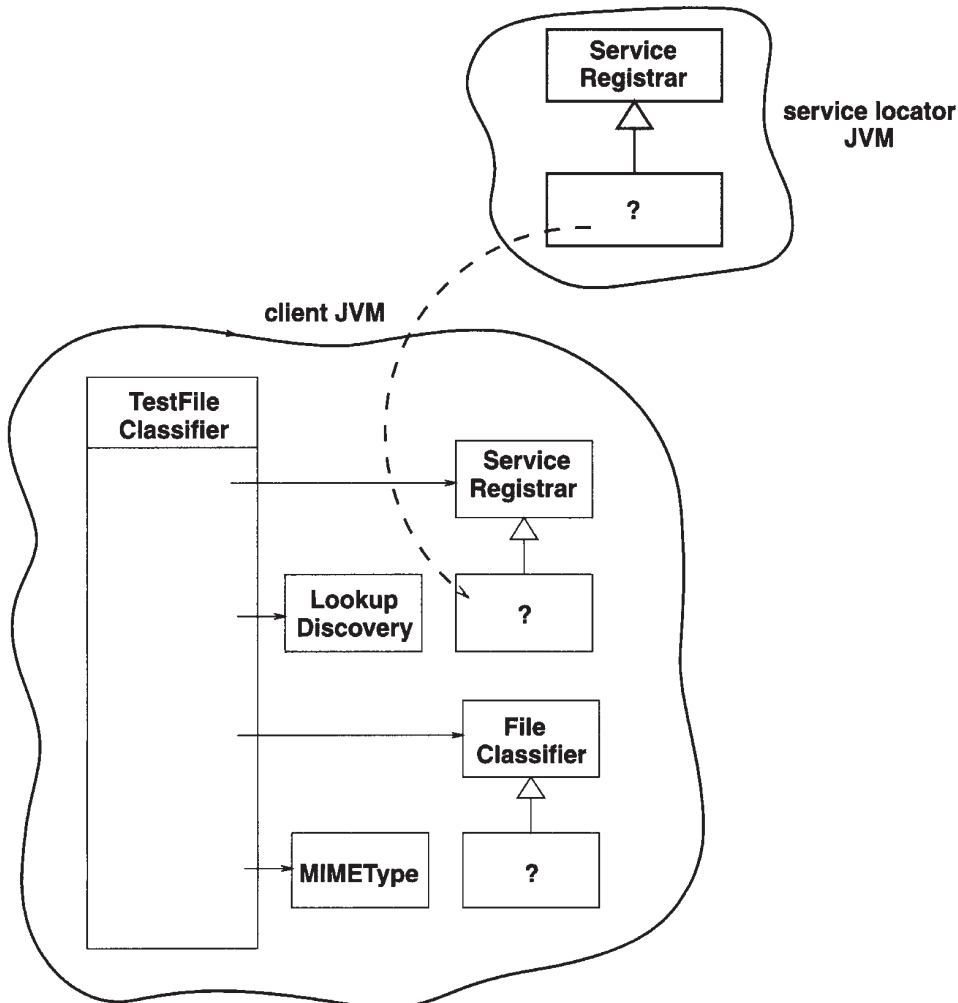 Service
Registrar
service locator
JVM
?
client JVM
TestFile
Classifier
Service
Registrar
Lookup
Discovery
?
File
Classifier
MIMEType
?